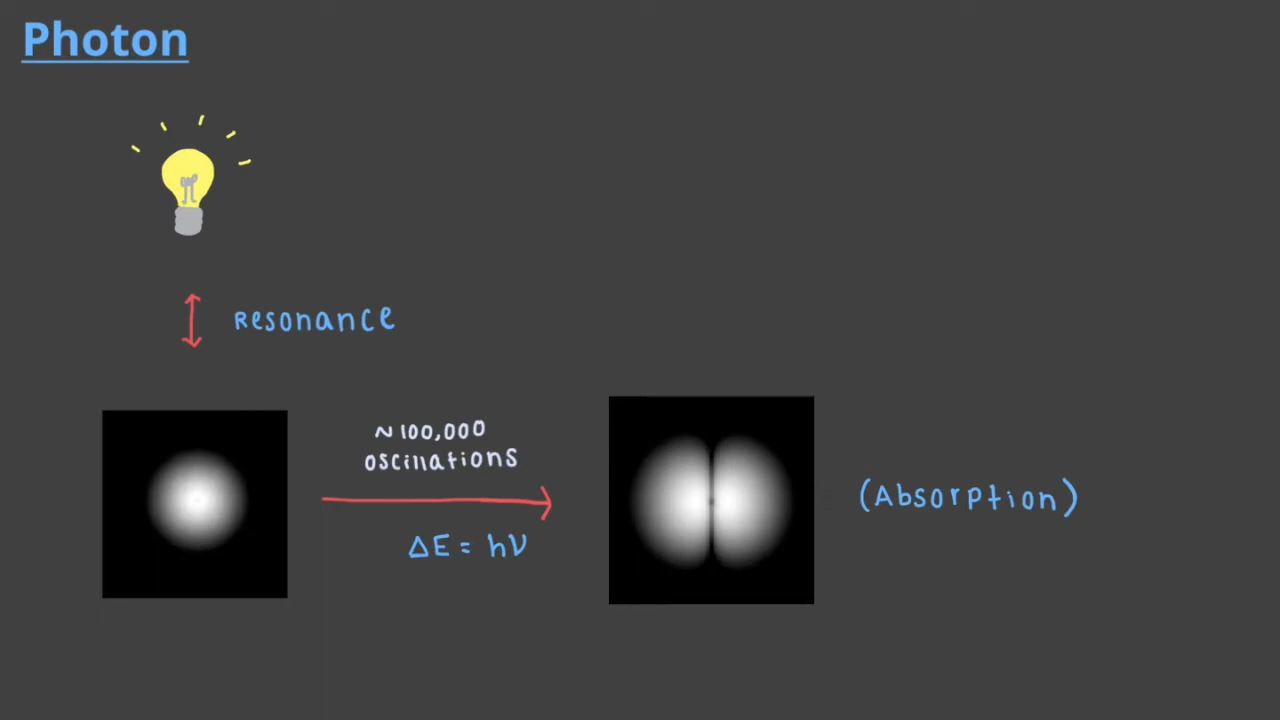 Photon
Resonance
~100,000
oscillations
ΔE = hν
(Absorption)